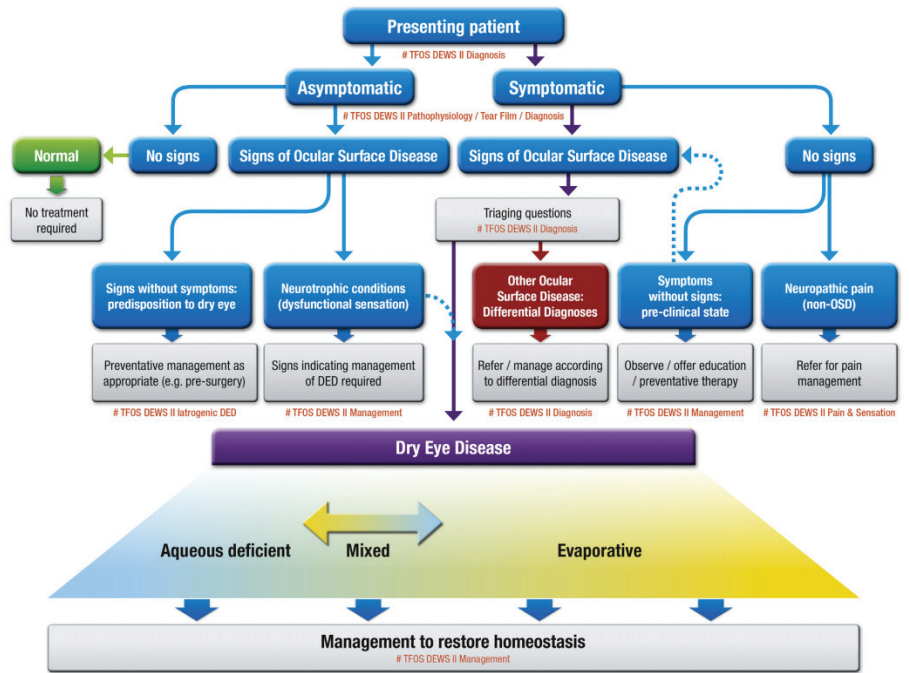 Presenting patient
# TFOS DEWS II Diagnosis
Asymptomatic
Symptomatic
# TFOS DEWS II Pathophysiology / Tear Film / Diagnosis
Normal
No signs
Signs of Ocular Surface Disease
Signs of Ocular Surface Disease
No signs
No treatment
required
Triaging questions
# TFOS DEWS II Diagnosis
Signs without symptoms:
predisposition to dry eye
Neurotrophic conditions
(dysfunctional sensation)
Other Ocular
Surface Disease:
Differential Diagnoses
Symptoms
without signs:
pre-clinical state
Neuropathic pain
(non-OSD)
Preventative management as
appropriate (e.g. pre-surgery)
Signs indicating management
of DED required
Refer / manage according
to differential diagnosis
Observe / offer education
/ preventative therapy
Refer for pain
management
# TFOS DEWS II Iatrogenic DED
# TFOS DEWS II Management
# TFOS DEWS II Diagnosis
# TFOS DEWS II Management
# TFOS DEWS II Pain & Sensation
Dry Eye Disease
Aqueous deficient
Mixed
Evaporative
Management to restore homeostasis
# TFOS DEWS II Management